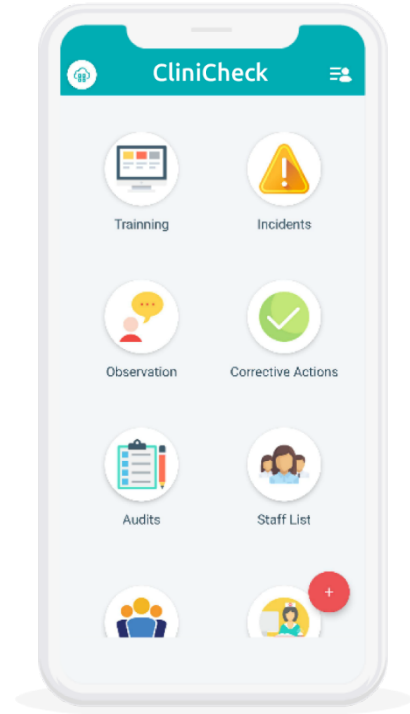 CliniCheck
Trainning
Incidents
Observation
Corrective Actions
Audits
Staff List
+